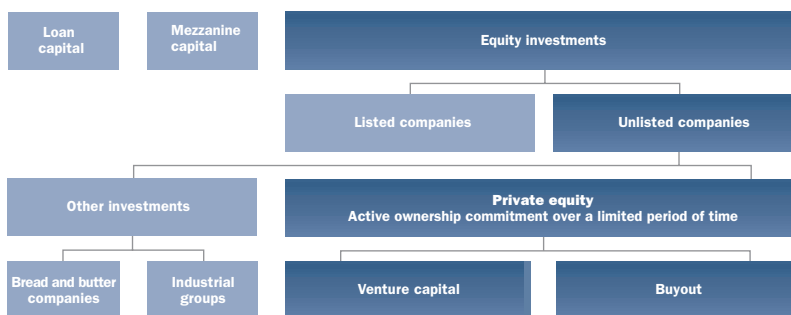 Loan
capital
Mezzanine
capital
Equity investments
Listed companies
Unlisted companies
Other investments
Private equity
Active ownership commitment over a limited period of time
Bread and butter
companies
Industrial
groups
Venture capital
Buyout